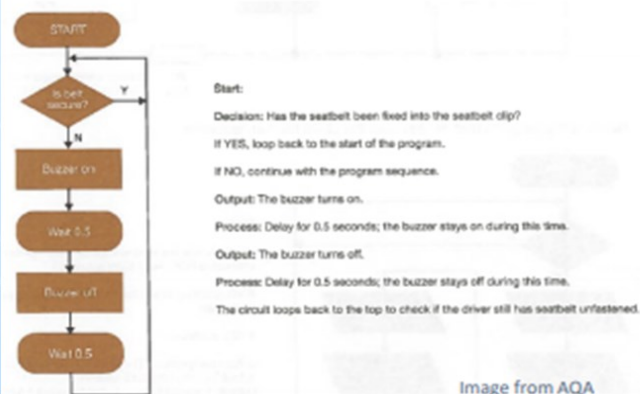 START
Is belt
secure?
Y
N
Buzzer on
Wait 0.5
Buzzer off
Wait 0.5
Start:
Decision: Has the seatbelt been fixed into the seatbelt clip?
If YES, loop back to the start of the program.
If NO, continue with the program sequence.
Output: The buzzer turns on.
Process: Delay for 0.5 seconds; the buzzer stays on during this time.
Output: The buzzer turns off.
Process: Delay for 0.5 seconds; the buzzer stays off during this time.
The circuit loops back to the top to check if the driver still has seatbelt unfastened.
Image from AQA